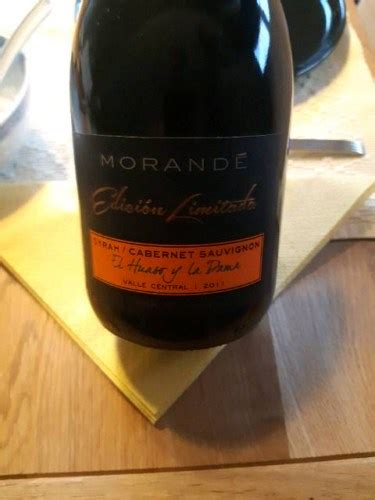 MORANDÉ
Edición Limitada
SYRAH / CABERNET SAUVIGNON
El Huaso y La Dama
VALLE CENTRAL | 2011